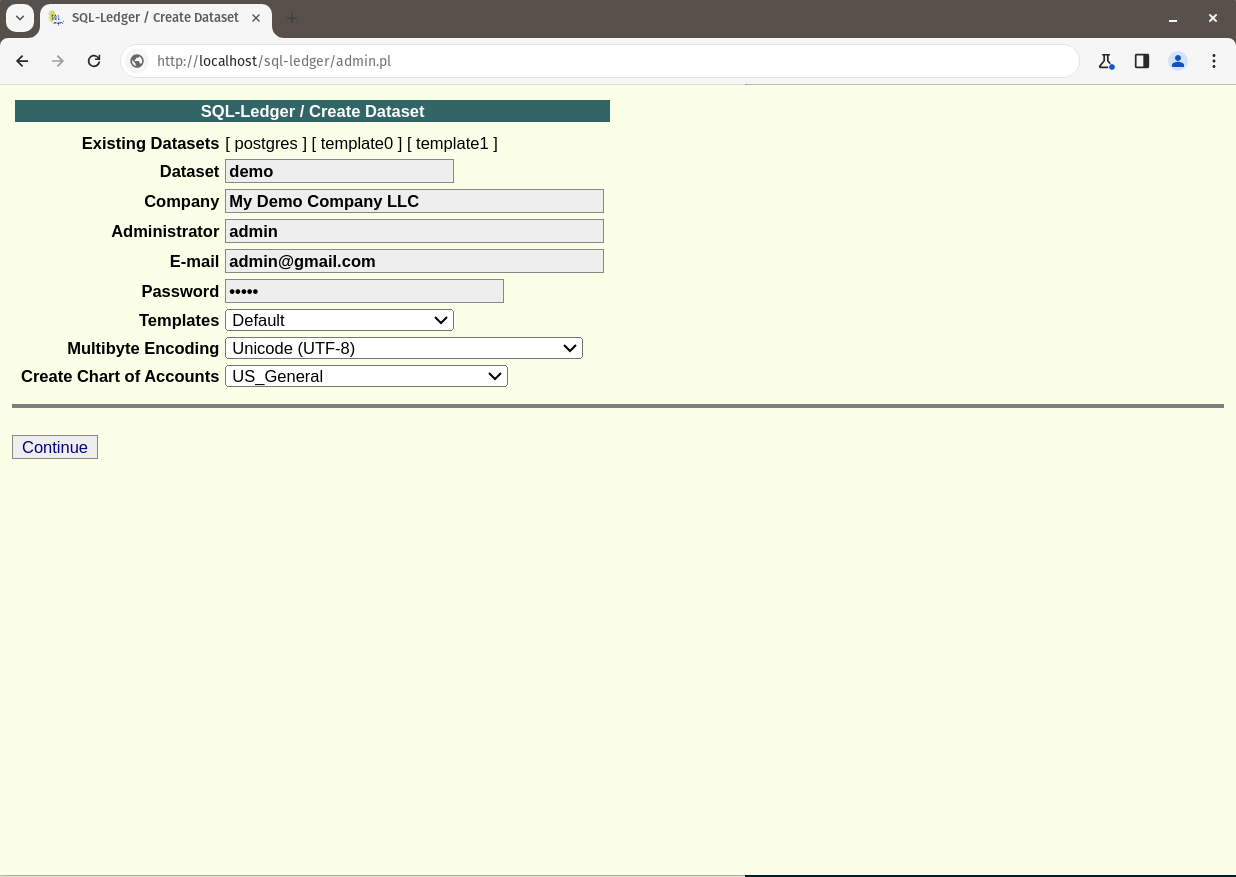 SQL-Ledger / Create Dataset
http://localhost/sql-ledger/admin.pl
SQL-Ledger / Create Dataset
Existing Datasets [ postgres ] [ template0 ] [ template1 ]
Dataset demo
Company My Demo Company LLC
Administrator admin
E-mail admin@gmail.com
Password •••••
Templates Default
Multibyte Encoding Unicode (UTF-8)
Create Chart of Accounts US_General
Continue